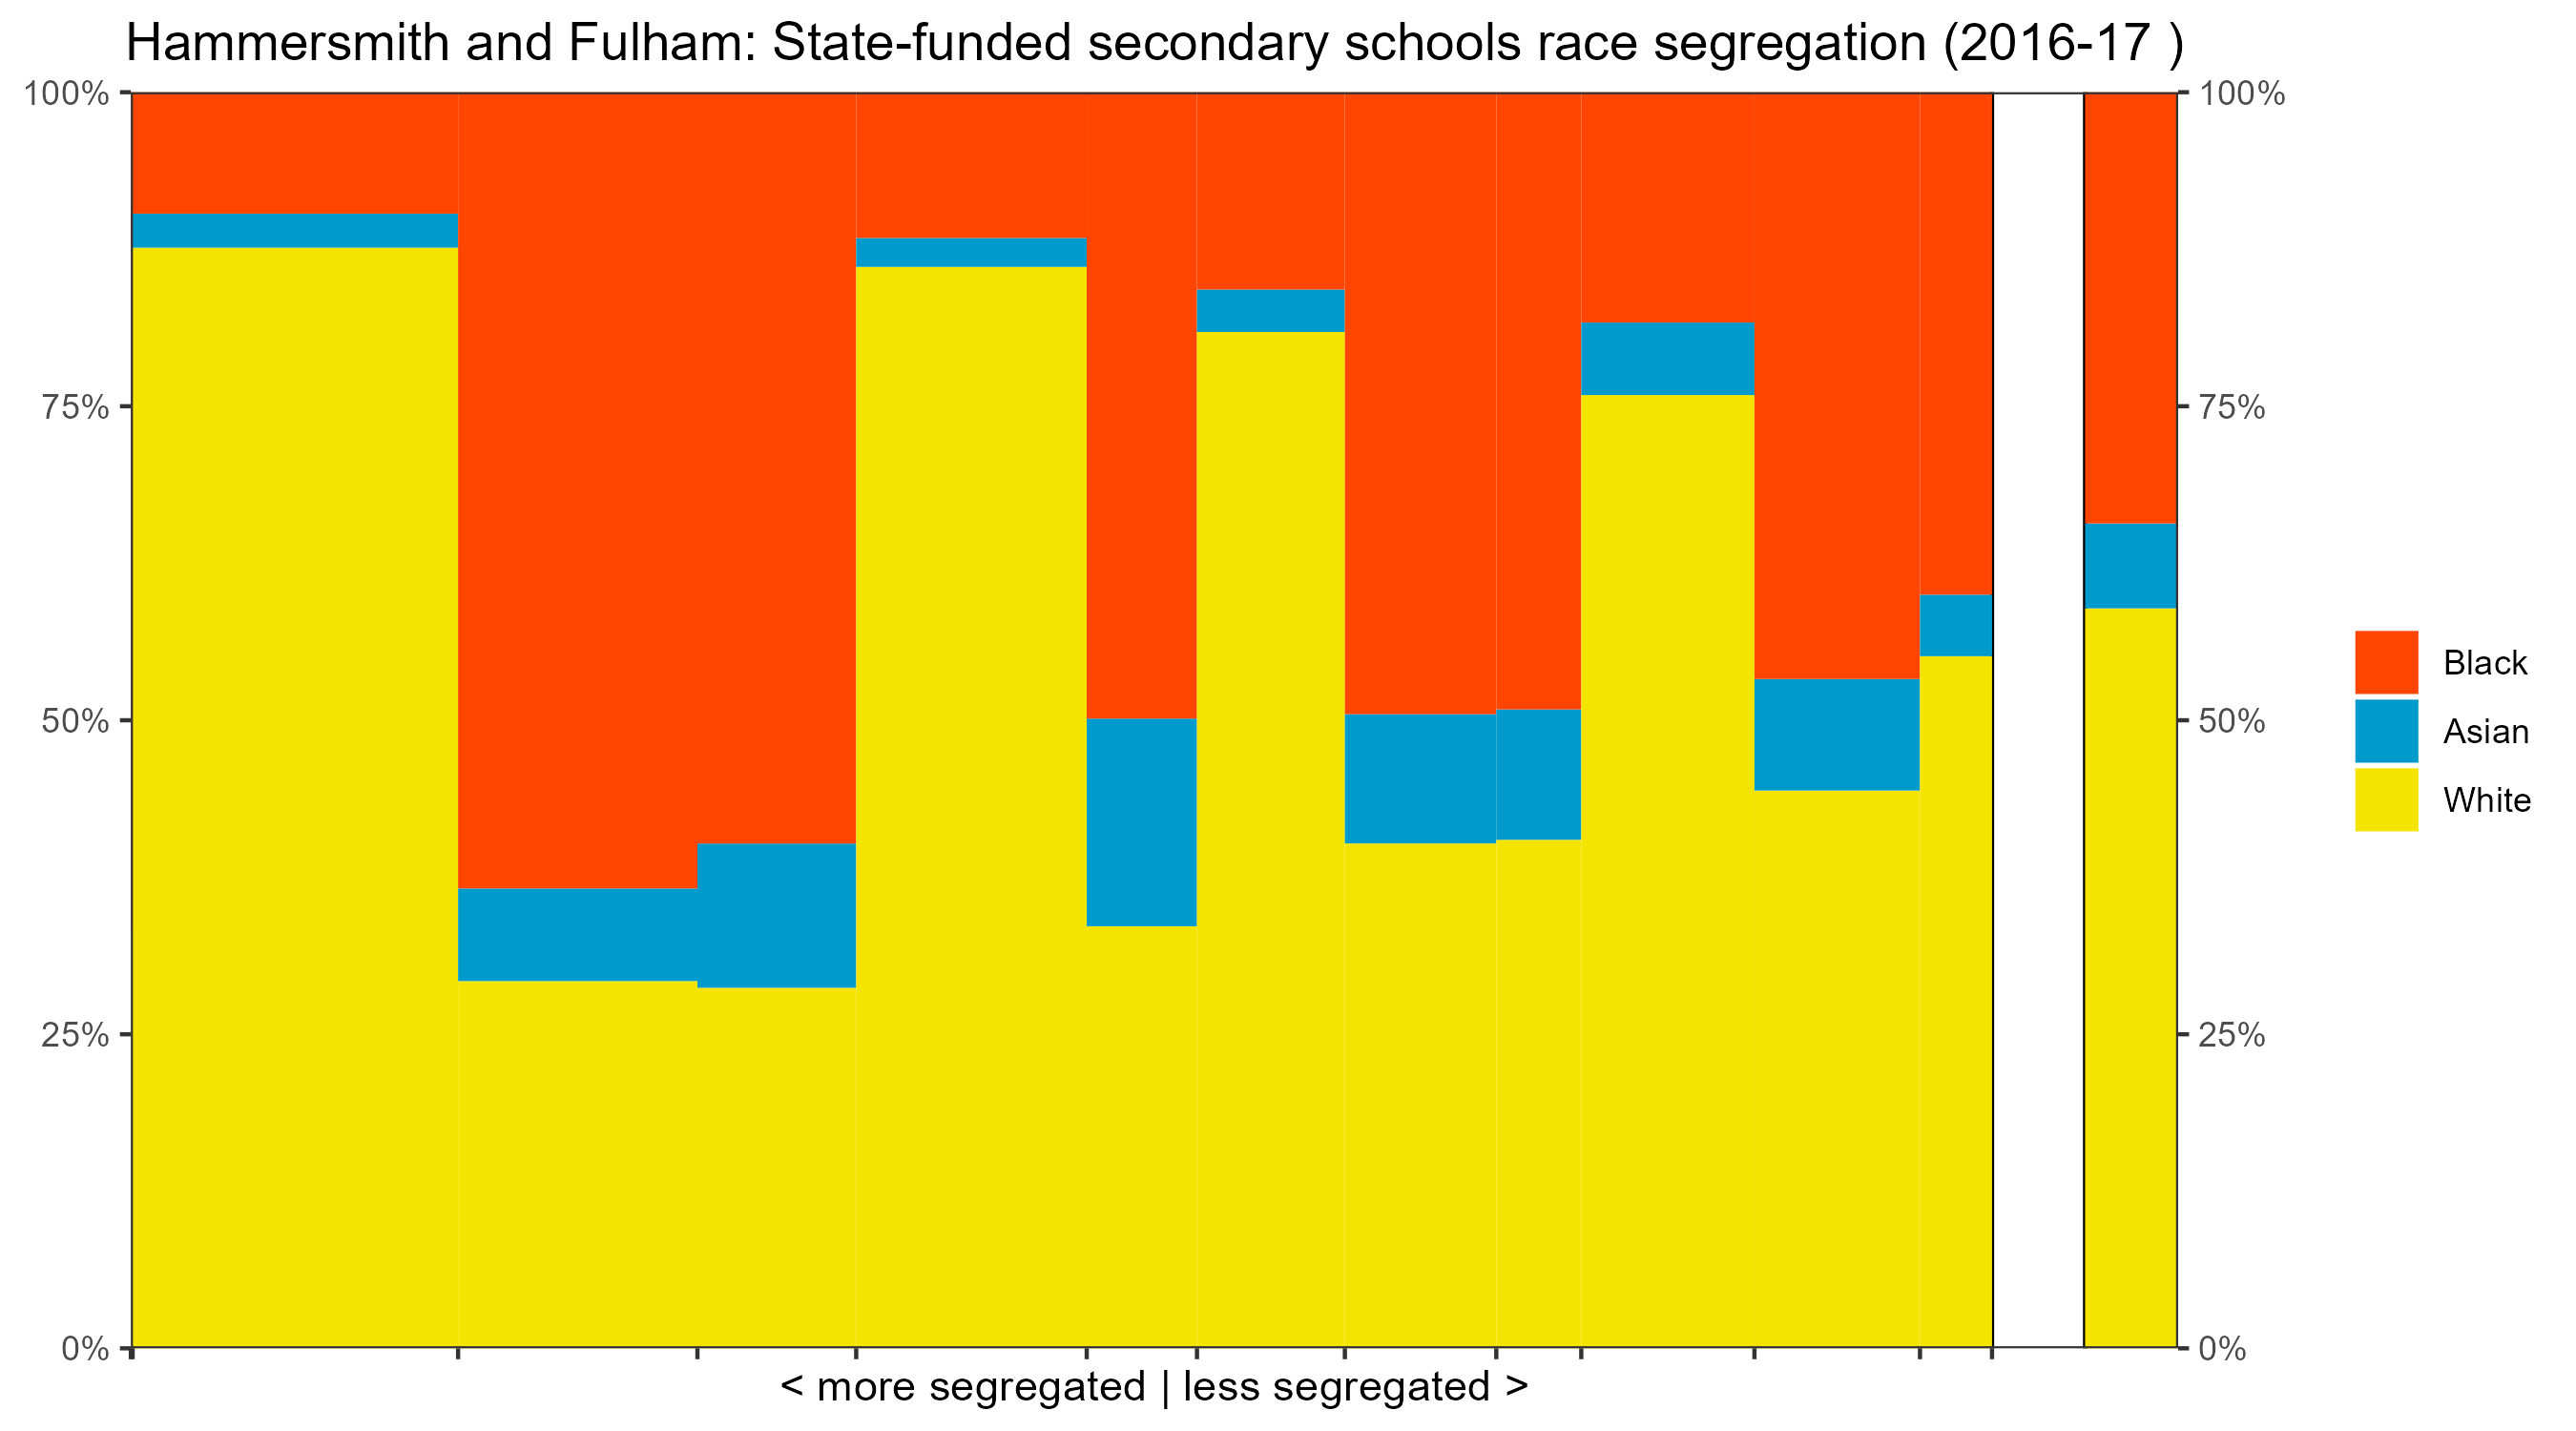 Hammersmith and Fulham: State-funded secondary schools race segregation (2016-17 )
100%
75%
50%
25%
0%
100%
75%
50%
25%
0%
Black
Asian
White
< more segregated | less segregated >